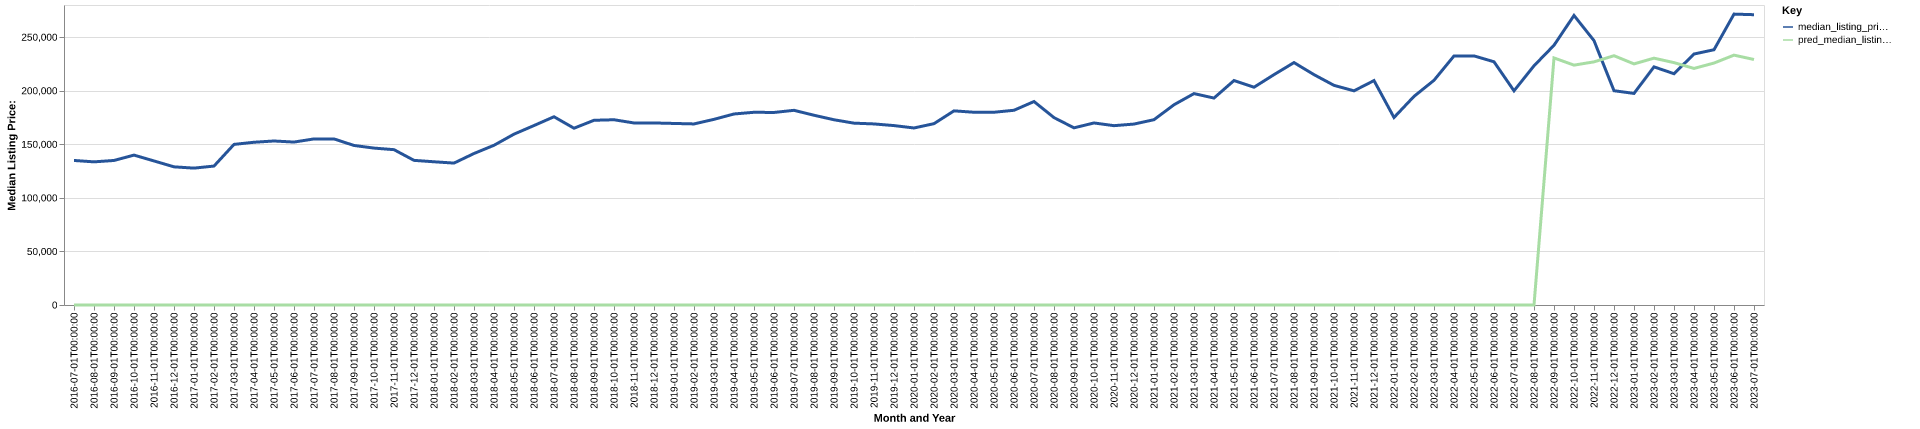 Key
median_listing_pri…
pred_median_listin…
Median Listing Price:
250,000
200,000
150,000
100,000
50,000
0
2016-07-01T00:00:00
2016-08-01T00:00:00
2016-09-01T00:00:00
2016-10-01T00:00:00
2016-11-01T00:00:00
2016-12-01T00:00:00
2017-01-01T00:00:00
2017-02-01T00:00:00
2017-03-01T00:00:00
2017-04-01T00:00:00
2017-05-01T00:00:00
2017-06-01T00:00:00
2017-07-01T00:00:00
2017-08-01T00:00:00
2017-09-01T00:00:00
2017-10-01T00:00:00
2017-11-01T00:00:00
2017-12-01T00:00:00
2018-01-01T00:00:00
2018-02-01T00:00:00
2018-03-01T00:00:00
2018-04-01T00:00:00
2018-05-01T00:00:00
2018-06-01T00:00:00
2018-07-01T00:00:00
2018-08-01T00:00:00
2018-09-01T00:00:00
2018-10-01T00:00:00
2018-11-01T00:00:00
2018-12-01T00:00:00
2019-01-01T00:00:00
2019-02-01T00:00:00
2019-03-01T00:00:00
2019-04-01T00:00:00
2019-05-01T00:00:00
2019-06-01T00:00:00
2019-07-01T00:00:00
2019-08-01T00:00:00
2019-09-01T00:00:00
2019-10-01T00:00:00
2019-11-01T00:00:00
2019-12-01T00:00:00
2020-01-01T00:00:00
2020-02-01T00:00:00
2020-03-01T00:00:00
2020-04-01T00:00:00
2020-05-01T00:00:00
2020-06-01T00:00:00
2020-07-01T00:00:00
2020-08-01T00:00:00
2020-09-01T00:00:00
2020-10-01T00:00:00
2020-11-01T00:00:00
2020-12-01T00:00:00
2021-01-01T00:00:00
2021-02-01T00:00:00
2021-03-01T00:00:00
2021-04-01T00:00:00
2021-05-01T00:00:00
2021-06-01T00:00:00
2021-07-01T00:00:00
2021-08-01T00:00:00
2021-09-01T00:00:00
2021-10-01T00:00:00
2021-11-01T00:00:00
2021-12-01T00:00:00
2022-01-01T00:00:00
2022-02-01T00:00:00
2022-03-01T00:00:00
2022-04-01T00:00:00
2022-05-01T00:00:00
2022-06-01T00:00:00
2022-07-01T00:00:00
2022-08-01T00:00:00
2022-09-01T00:00:00
2022-10-01T00:00:00
2022-11-01T00:00:00
2022-12-01T00:00:00
2023-01-01T00:00:00
2023-02-01T00:00:00
2023-03-01T00:00:00
2023-04-01T00:00:00
2023-05-01T00:00:00
2023-06-01T00:00:00
2023-07-01T00:00:00
Month and Year